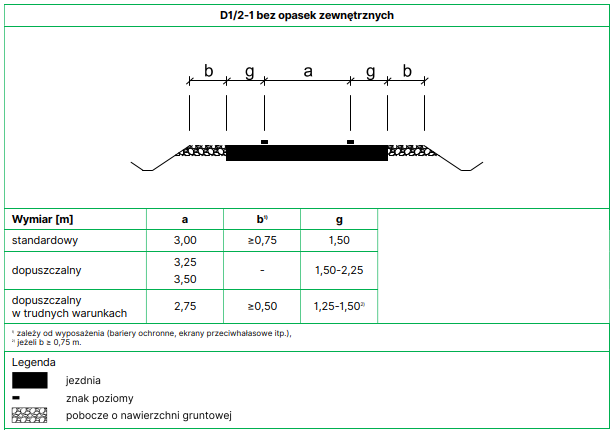 D1/2-1 bez opasek zewnętrznych
b g a g b
Wymiar [m] a b¹⁾ g
standardowy 3,00 ≥0,75 1,50
dopuszczalny 3,25 - 1,50-2,25
3,50
dopuszczalny
w trudnych warunkach 2,75 ≥0,50 1,25-1,50²⁾
¹⁾ zależy od wyposażenia (bariery ochronne, ekrany przeciwhałasowe itp.),
²⁾ jeżeli b ≥ 0,75 m.
Legenda
jezdnia
znak poziomy
pobocze o nawierzchni gruntowej